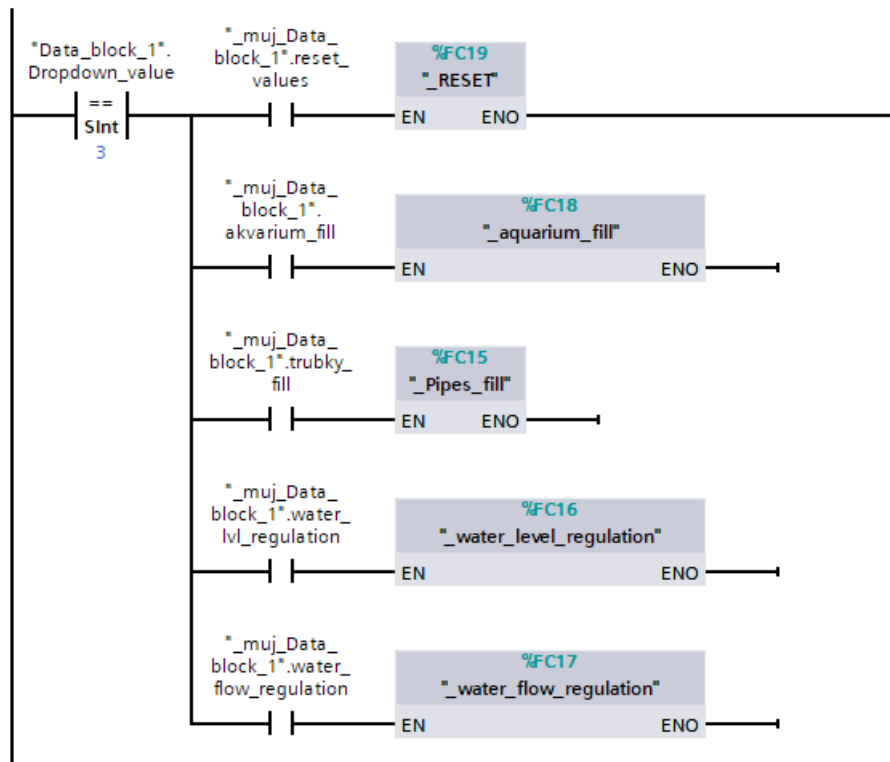 "Data_block_1".
Dropdown_value
==
SInt
3
"_muj_Data_
block_1".reset_
values
%FC19
"_RESET"
EN ENO
"_muj_Data_
block_1".
akvarium_fill
%FC18
"_aquarium_fill"
EN ENO
"_muj_Data_
block_1".trubky_
fill
%FC15
"_Pipes_fill"
EN ENO
"_muj_Data_
block_1".water_
lvl_regulation
%FC16
"_water_level_regulation"
EN ENO
"_muj_Data_
block_1".water_
flow_regulation
%FC17
"_water_flow_regulation"
EN ENO